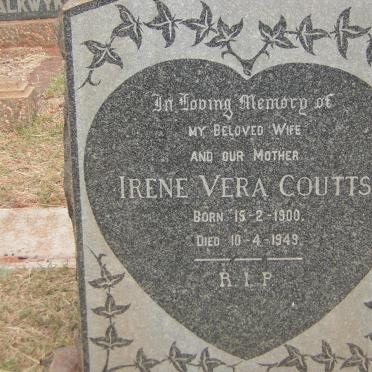 In Loving Memory of
MY BELOVED WIFE
AND OUR MOTHER
IRENE VERA COUTTS
BORN 15-2-1900.
DIED 10-4-1949.
R.I.P